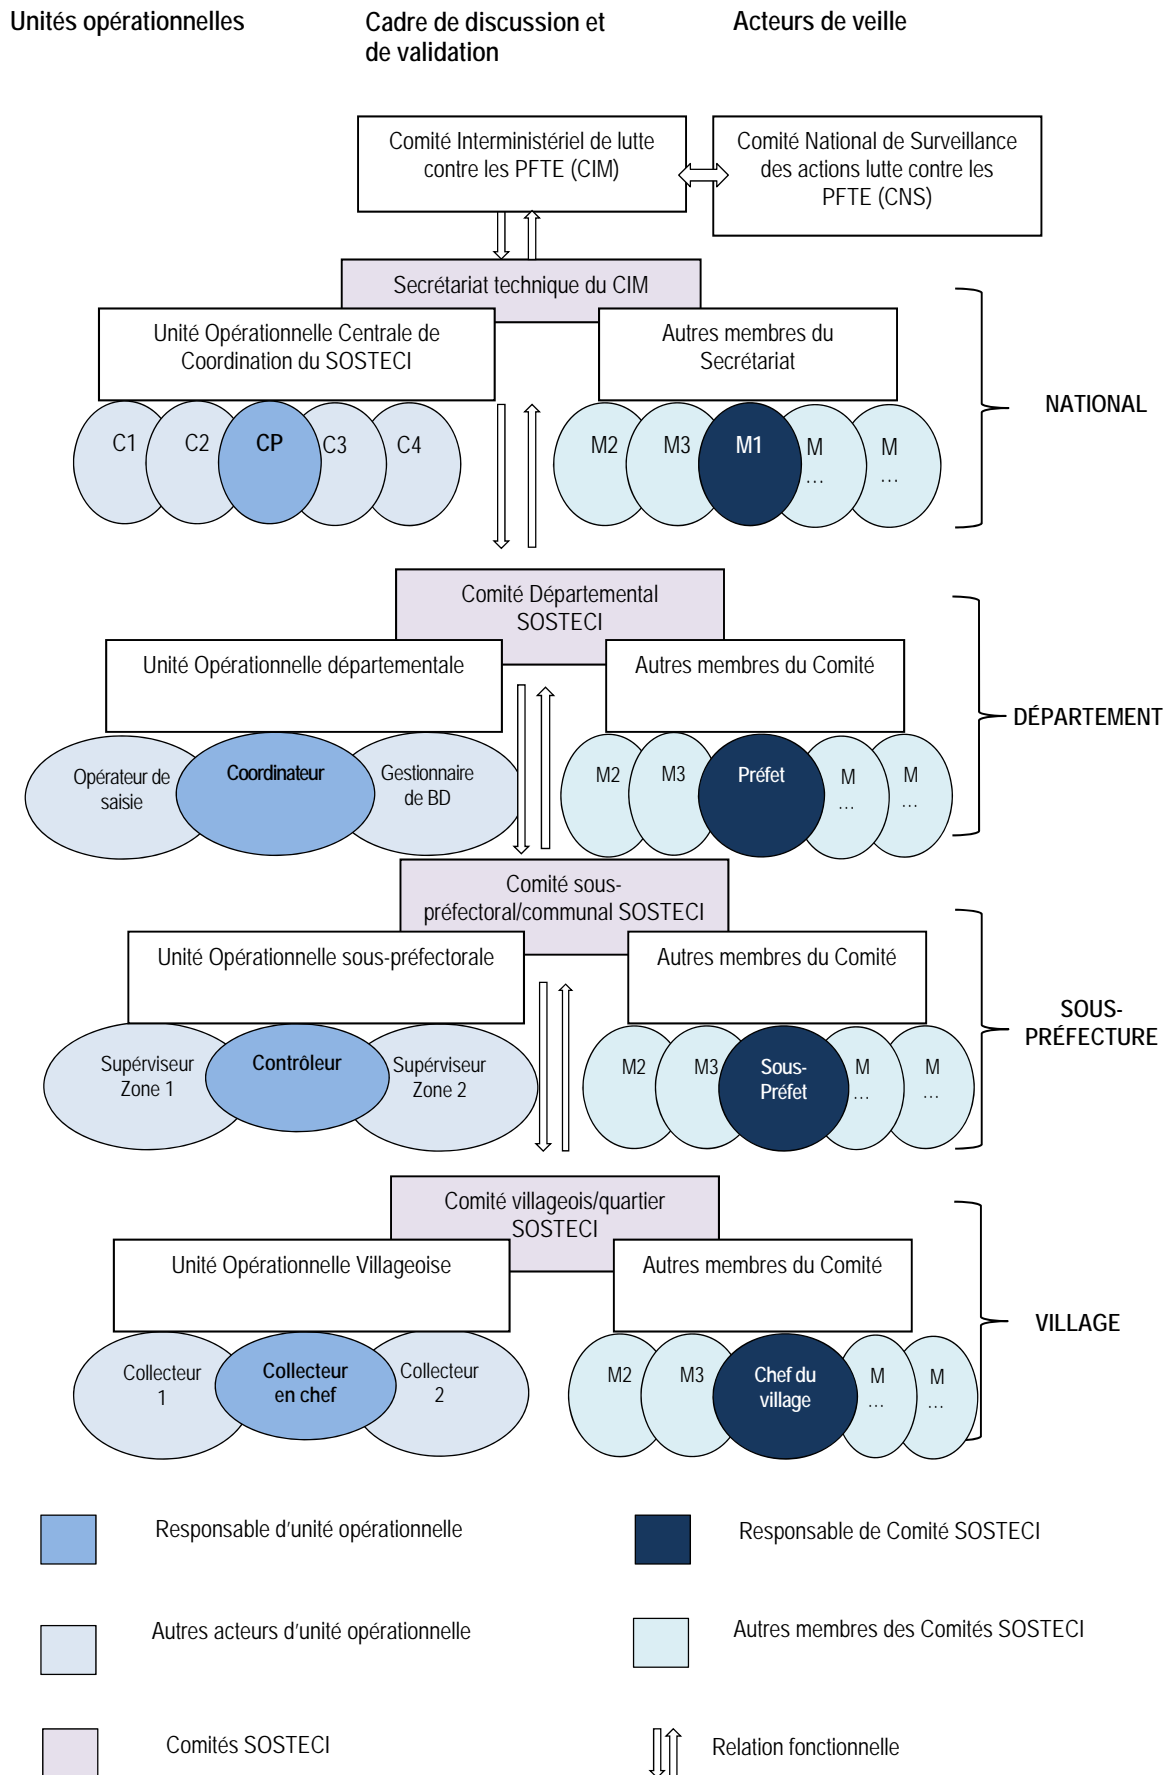 Unités opérationnelles
Cadre de discussion et
de validation
Acteurs de veille
Comité Interministériel de lutte
contre les PFTE (CIM)
Comité National de Surveillance
des actions lutte contre les
PFTE (CNS)
Secrétariat technique du CIM
Unité Opérationnelle Centrale de
Coordination du SOSTECI
Autres membres du
Secrétariat
C1
C2
CP
C3
C4
M2
M3
M1
M
...
M
...
NATIONAL
Comité Départemental
SOSTECI
Unité Opérationnelle départementale
Autres membres du Comité
Opérateur de
saisie
Coordinateur
Gestionnaire
de BD
M2
M3
Préfet
M
...
M
...
DÉPARTEMENT
Comité sous-
préfectoral/communal SOSTECI
Unité Opérationnelle sous-préfectorale
Autres membres du Comité
Supérviseur
Zone 1
Contrôleur
Supérviseur
Zone 2
M2
M3
Sous-
Préfet
M
...
M
...
SOUS-
PRÉFECTURE
Comité villageois/quartier
SOSTECI
Unité Opérationnelle Villageoise
Autres membres du Comité
Collecteur
1
Collecteur
en chef
Collecteur
2
M2
M3
Chef du
village
M
...
M
...
VILLAGE
Responsable d'unité opérationnelle
Responsable de Comité SOSTECI
Autres acteurs d'unité opérationnelle
Autres membres des Comités SOSTECI
Comités SOSTECI
Relation fonctionnelle